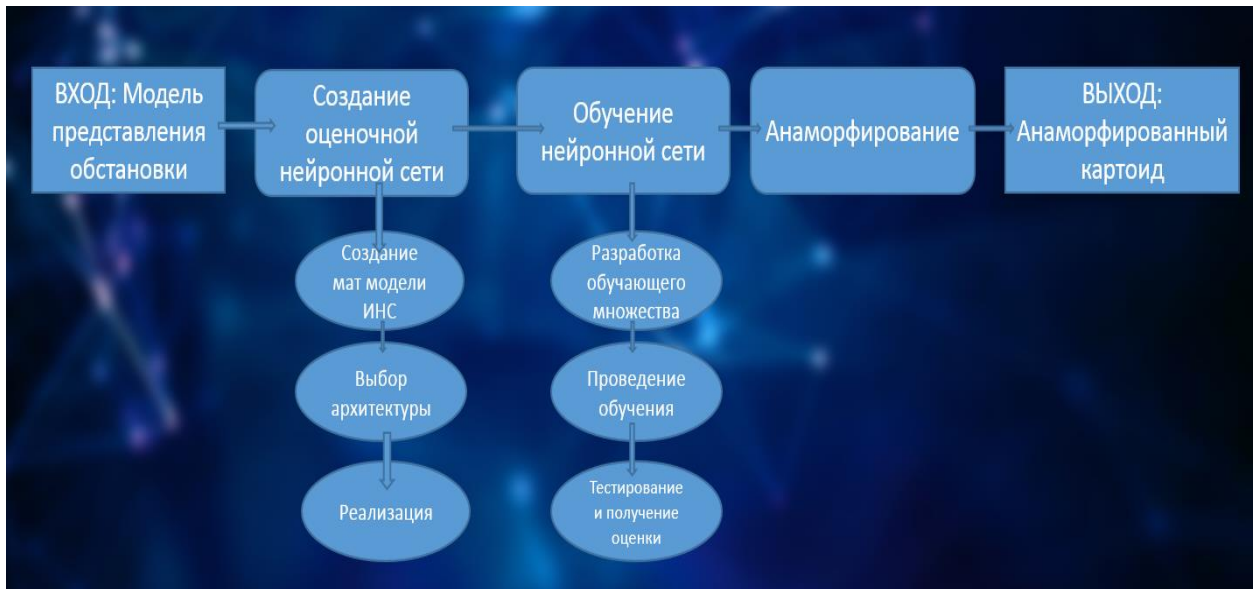 ВХОД: Модель
представления
обстановки
Создание
оценочной
нейронной сети
Обучение
нейронной сети
Анаморфирование
ВЫХОД:
Анаморфированный
картоид
Создание
мат модели
ИНС
Выбор
архитектуры
Реализация
Разработка
обучающего
множества
Проведение
обучения
Тестирование
и получение
оценки